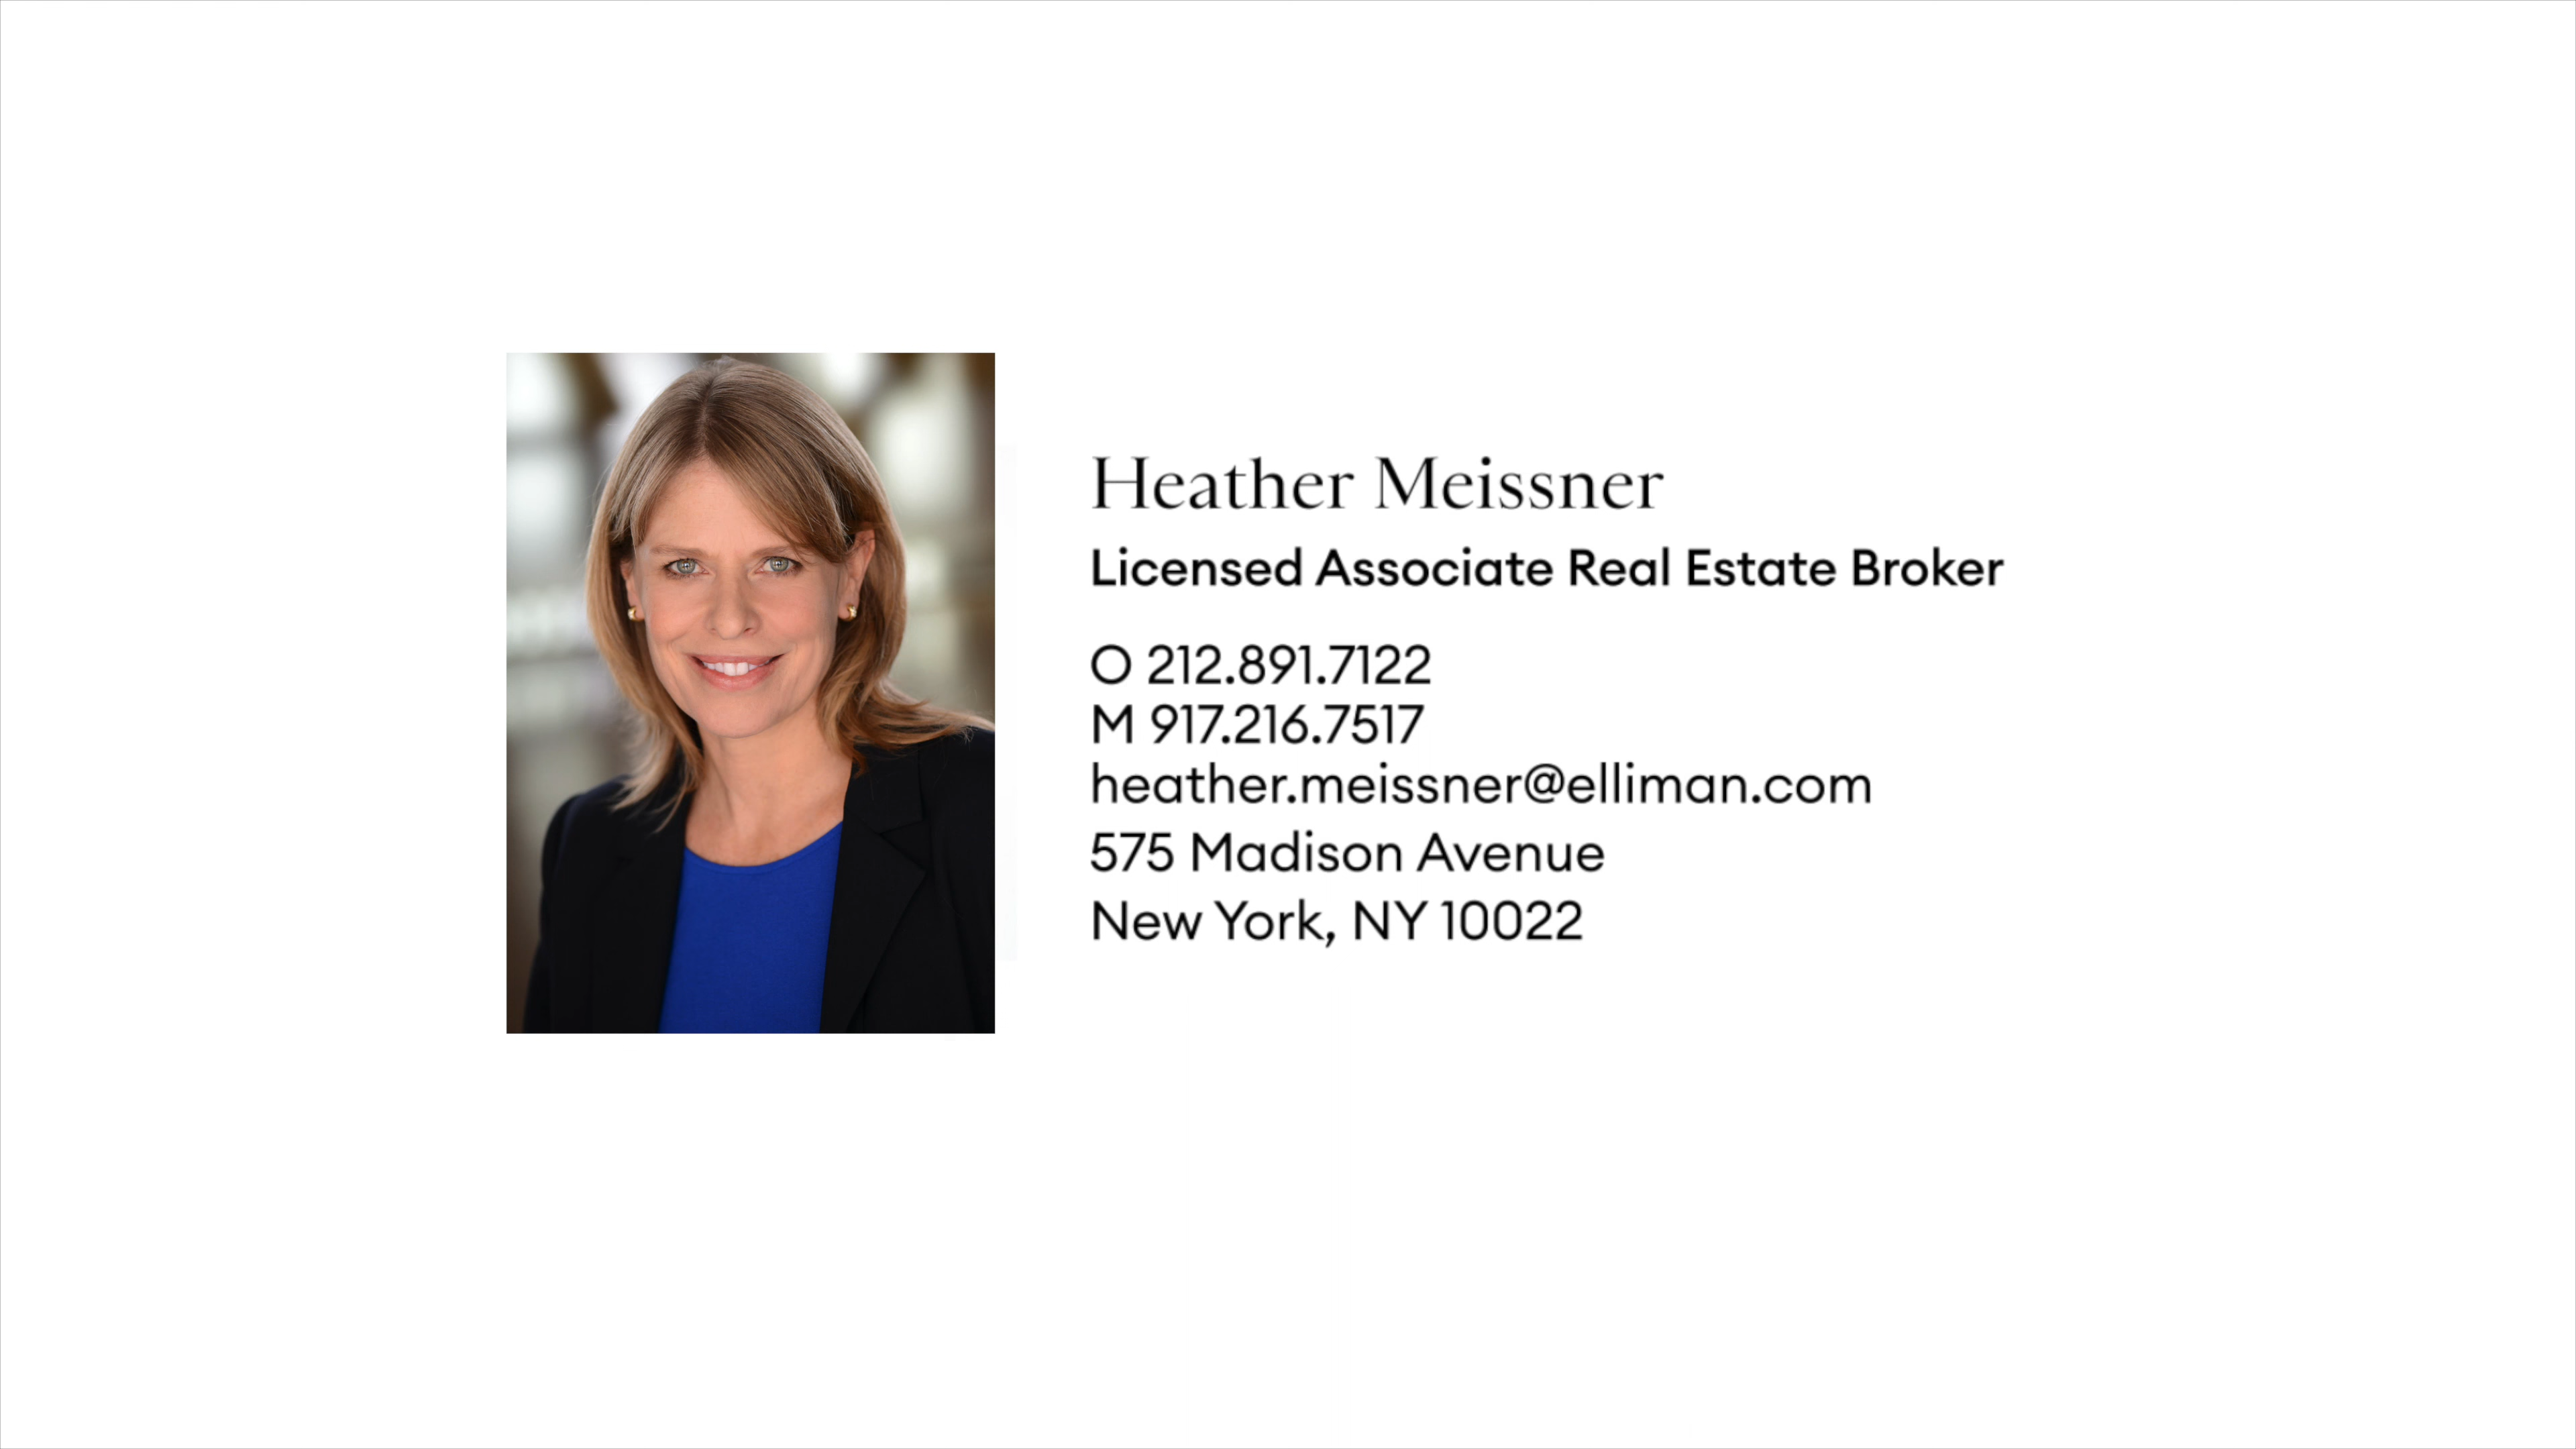 Heather Meissner
Licensed Associate Real Estate Broker
O 212.891.7122
M 917.216.7517
heather.meissner@elliman.com
575 Madison Avenue
New York, NY 10022